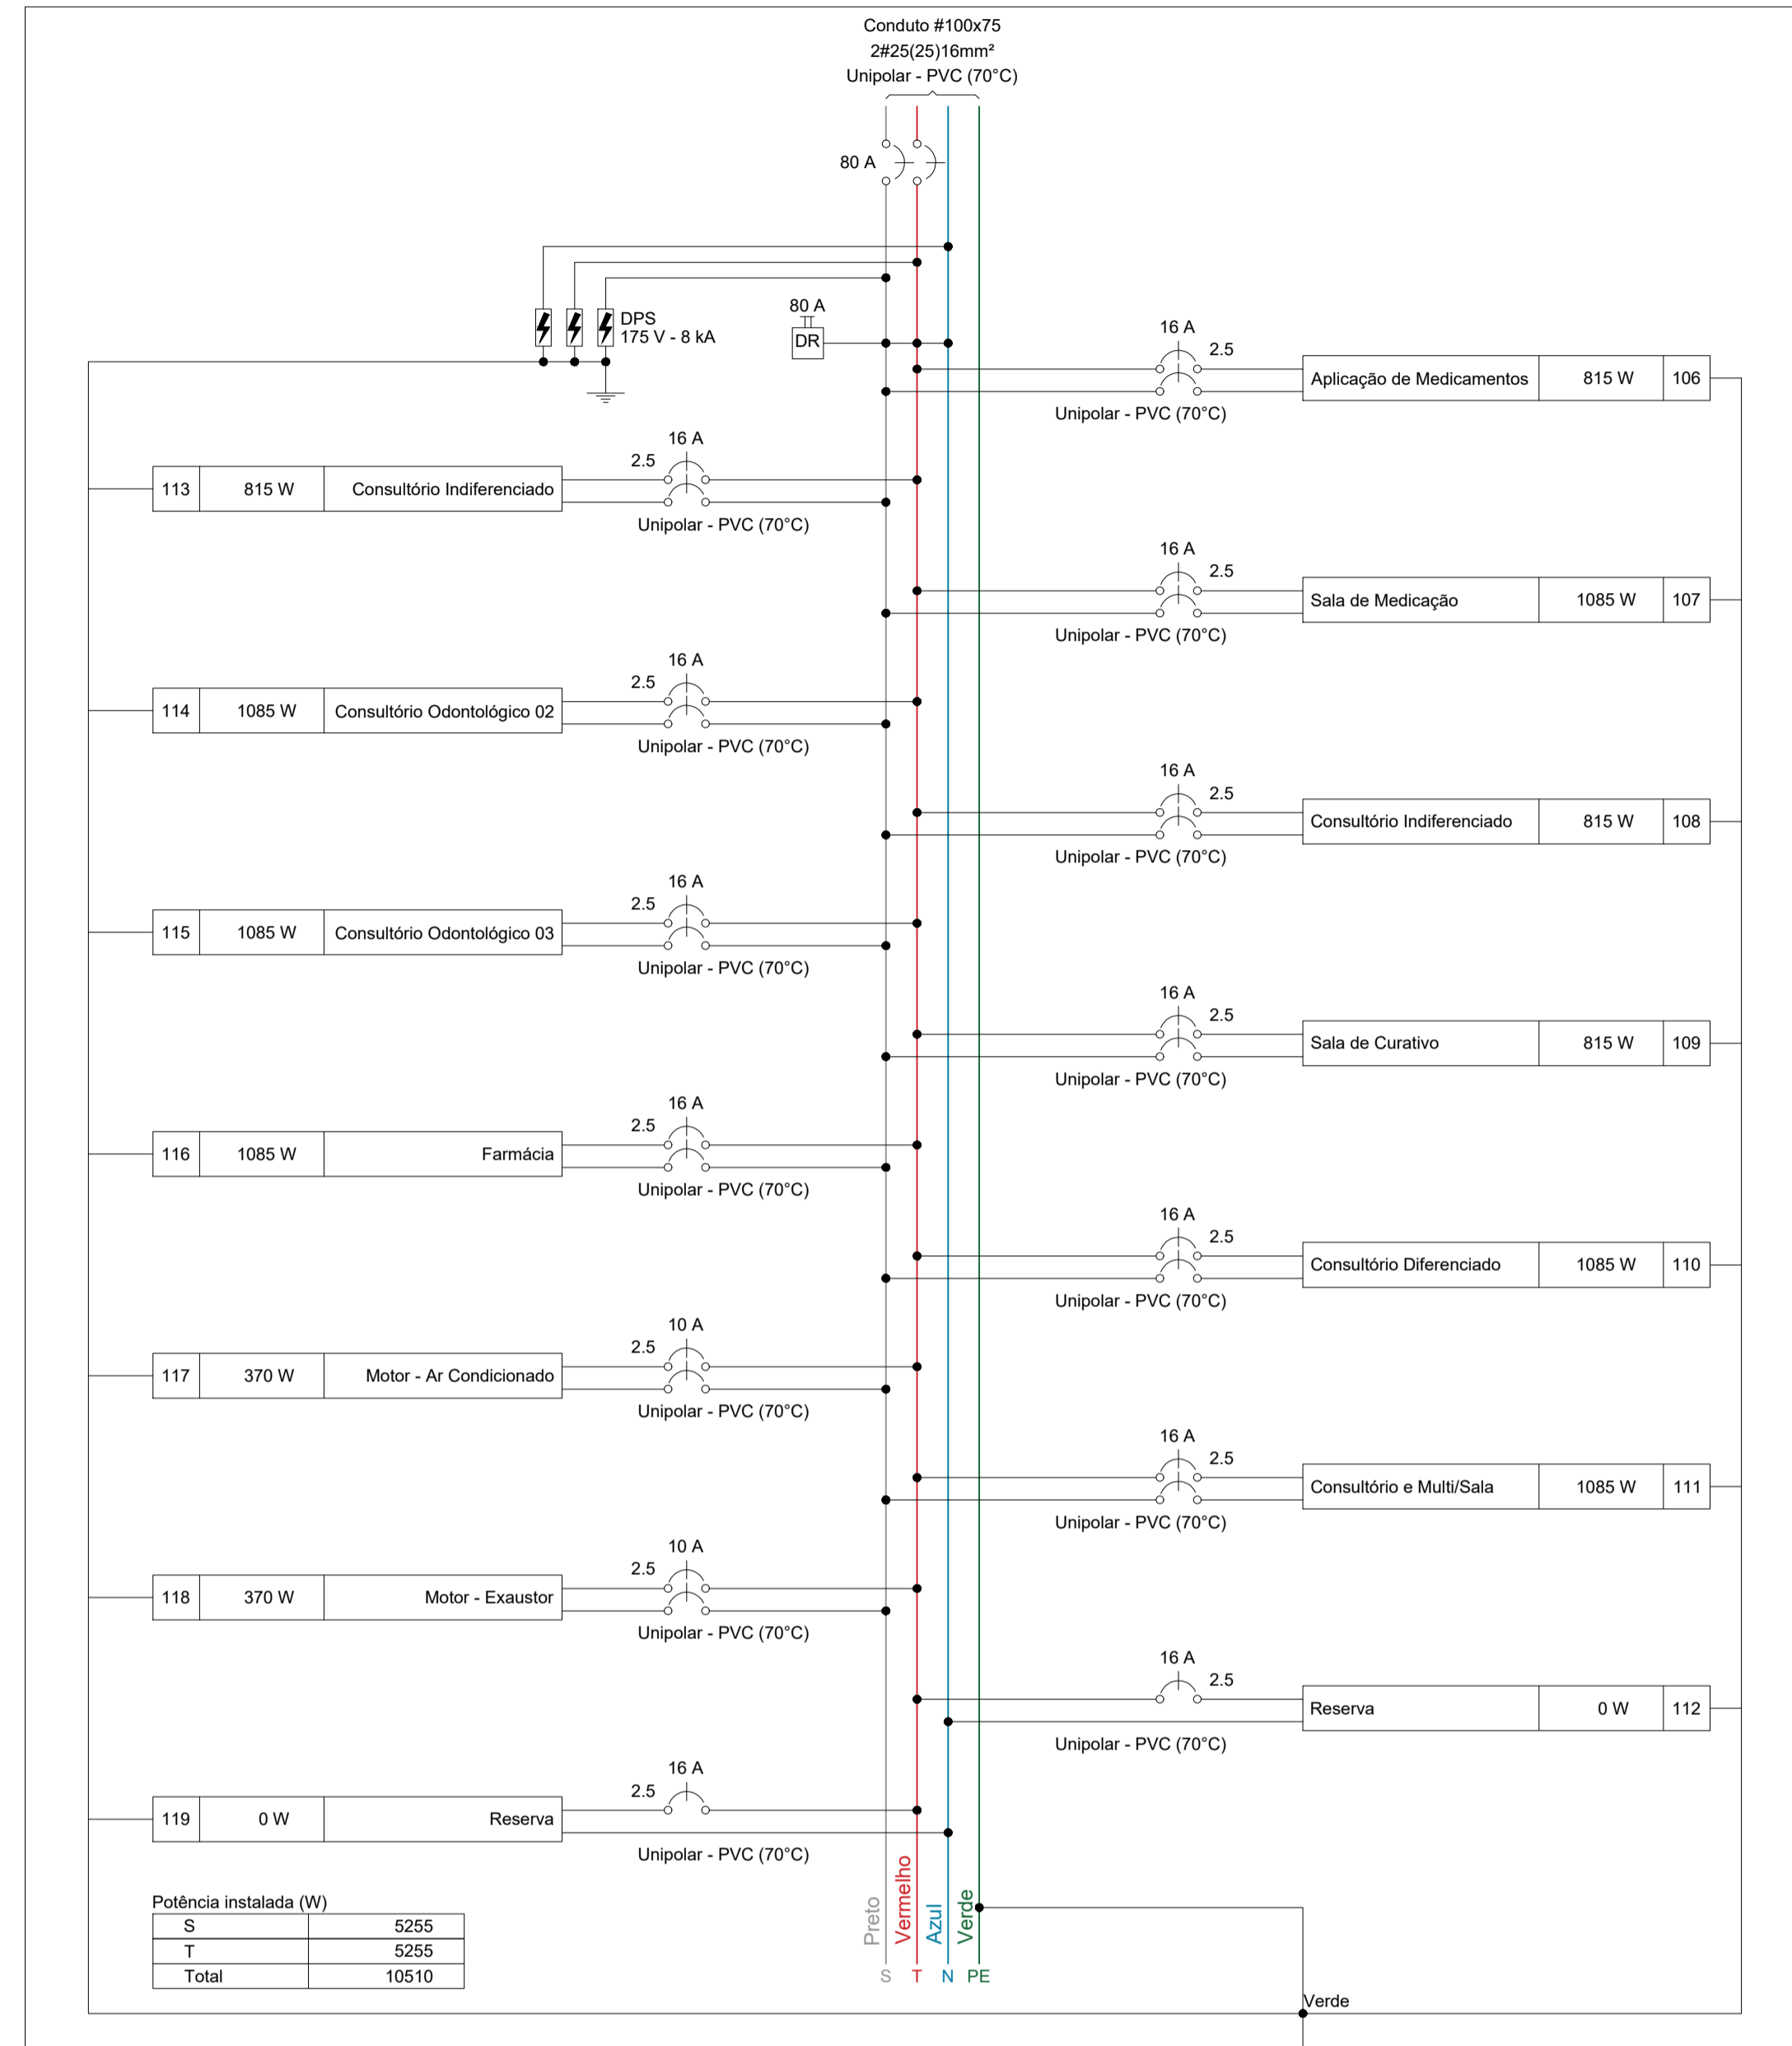 Conduto #100x75
2#25(25)16mm²
Unipolar - PVC (70°C)
80 A
DPS
175 V - 8 kA
80 A
DR
16 A
2.5
Aplicação de Medicamentos 815 W 106
Unipolar - PVC (70°C)
16 A
2.5
113 815 W Consultório Indiferenciado
Unipolar - PVC (70°C)
16 A
2.5
Sala de Medicação 1085 W 107
Unipolar - PVC (70°C)
16 A
2.5
114 1085 W Consultório Odontológico 02
Unipolar - PVC (70°C)
16 A
2.5
Consultório Indiferenciado 815 W 108
Unipolar - PVC (70°C)
16 A
2.5
115 1085 W Consultório Odontológico 03
Unipolar - PVC (70°C)
16 A
2.5
Sala de Curativo 815 W 109
Unipolar - PVC (70°C)
16 A
2.5
116 1085 W Farmácia
Unipolar - PVC (70°C)
16 A
2.5
Consultório Diferenciado 1085 W 110
Unipolar - PVC (70°C)
10 A
2.5
117 370 W Motor - Ar Condicionado
Unipolar - PVC (70°C)
16 A
2.5
Consultório e Multi/Sala 1085 W 111
Unipolar - PVC (70°C)
10 A
2.5
118 370 W Motor - Exaustor
Unipolar - PVC (70°C)
16 A
2.5
Reserva 0 W 112
Unipolar - PVC (70°C)
16 A
2.5
119 0 W Reserva
Unipolar - PVC (70°C)
Preto
Vermelho
Azul
Verde
S T N PE
Potência instalada (W)
S 5255
T 5255
Total 10510
Verde